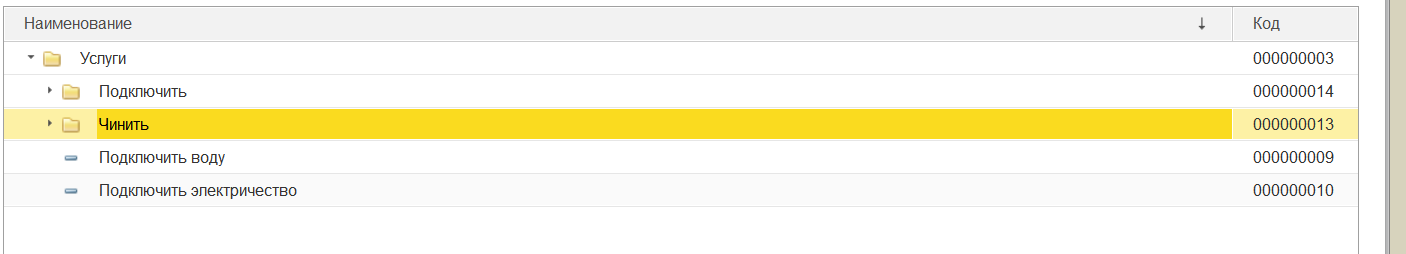 Наименование ↓ Код
Услуги 000000003
Подключить 000000014
Чинить 000000013
Подключить воду 000000009
Подключить электричество 000000010